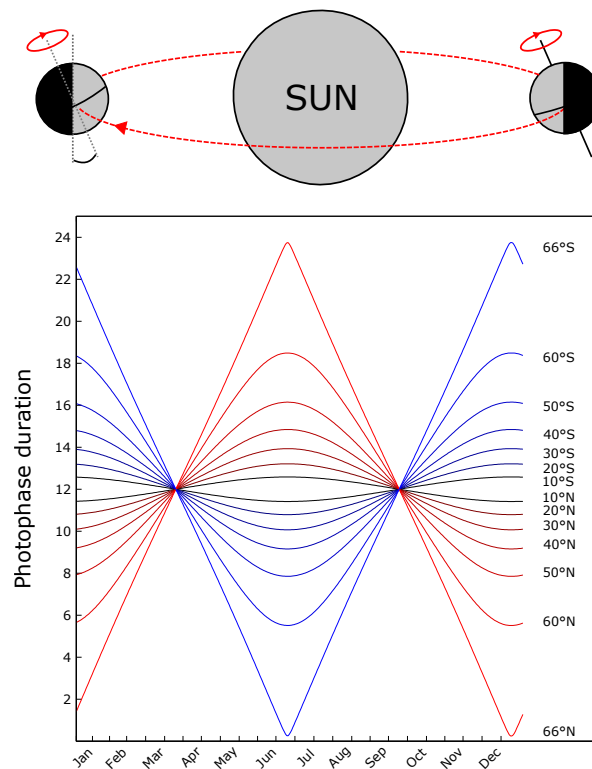 SUN
Photophase duration
24
22
20
18
16
14
12
10
8
6
4
2
66°S
60°S
50°S
40°S
30°S
20°S
10°S
10°N
20°N
30°N
40°N
50°N
60°N
66°N
Jan
Feb
Mar
Apr
May
Jun
Jul
Aug
Sep
Oct
Nov
Dec